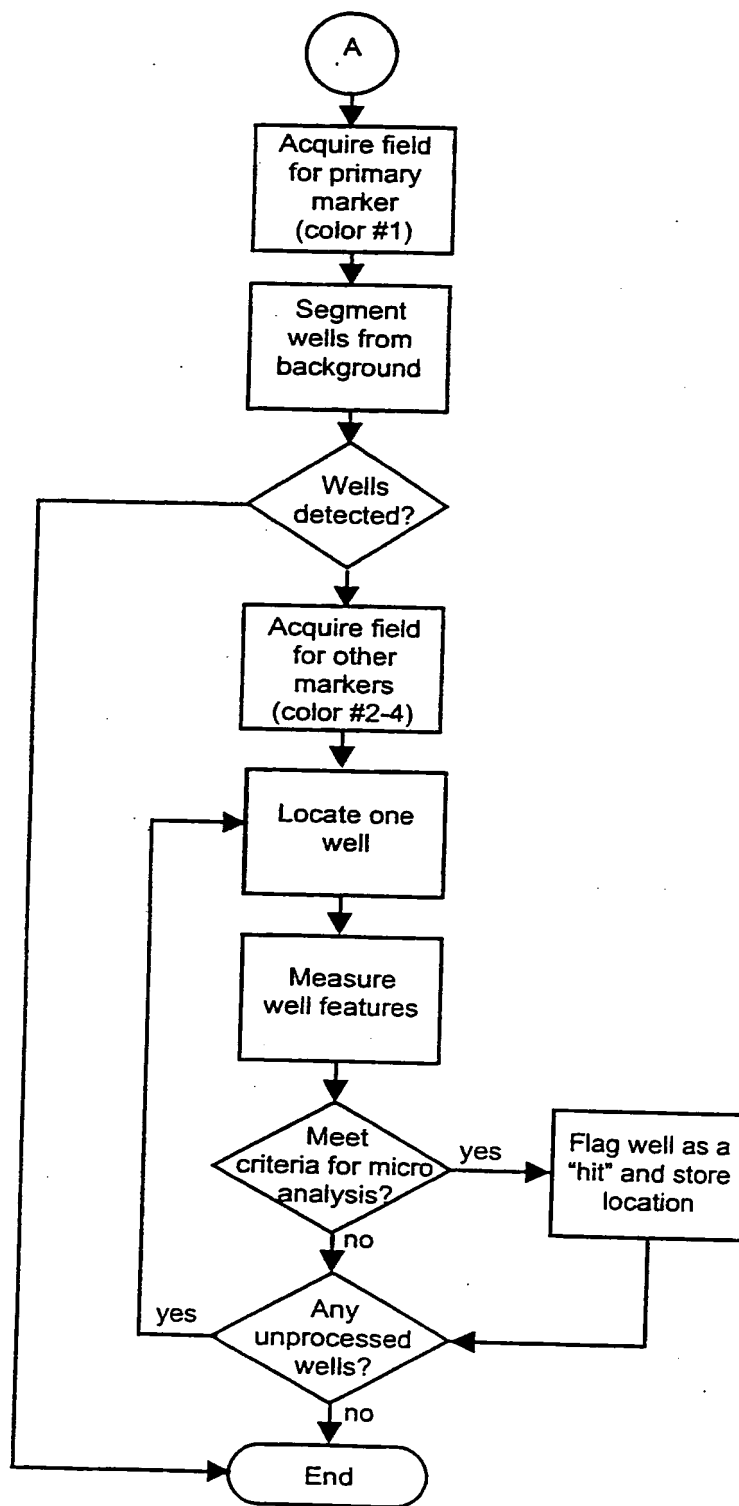 A
Acquire field
for primary
marker
(color #1)
Segment
wells from
background
Wells
detected?
Acquire field
for other
markers
(color #2-4)
Locate one
well
Measure
well features
Meet
criteria for micro
analysis?
yes
Flag well as a
"hit" and store
location
no
yes
Any
unprocessed
wells?
no
End